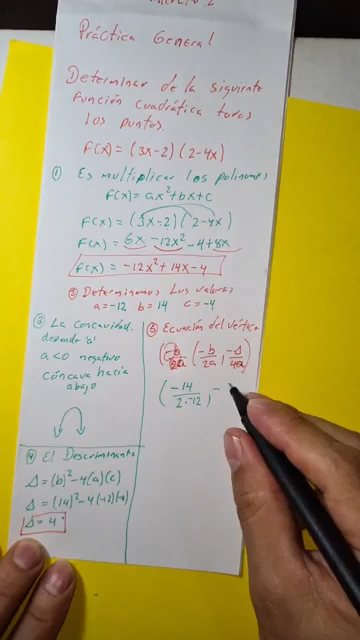 Práctica General
Determinar de la siguiente
función cuadrática todos
los puntos.
F(x) = (3x-2)(2-4x)
① Es multiplicar los polinomios
F(x) = ax²+bx+c
F(x) = (3x-2)(2-4x)
F(x) = 6x -12x² -4+8x
F(x) = -12x²+14x-4
② Determinamos Los valores
a=-12 b=14 c=-4
③ La concavidad.
depende "a"
a<0 negativo
cóncava hacia
abajo
④ El Descriminante
Δ = (b)²-4(a)(c)
Δ = (14)²-4(-12)(-4)
Δ = 4
⑤ Ecuación del vértice
(-b/2a, -Δ/4a)
(-14/2·-12, -